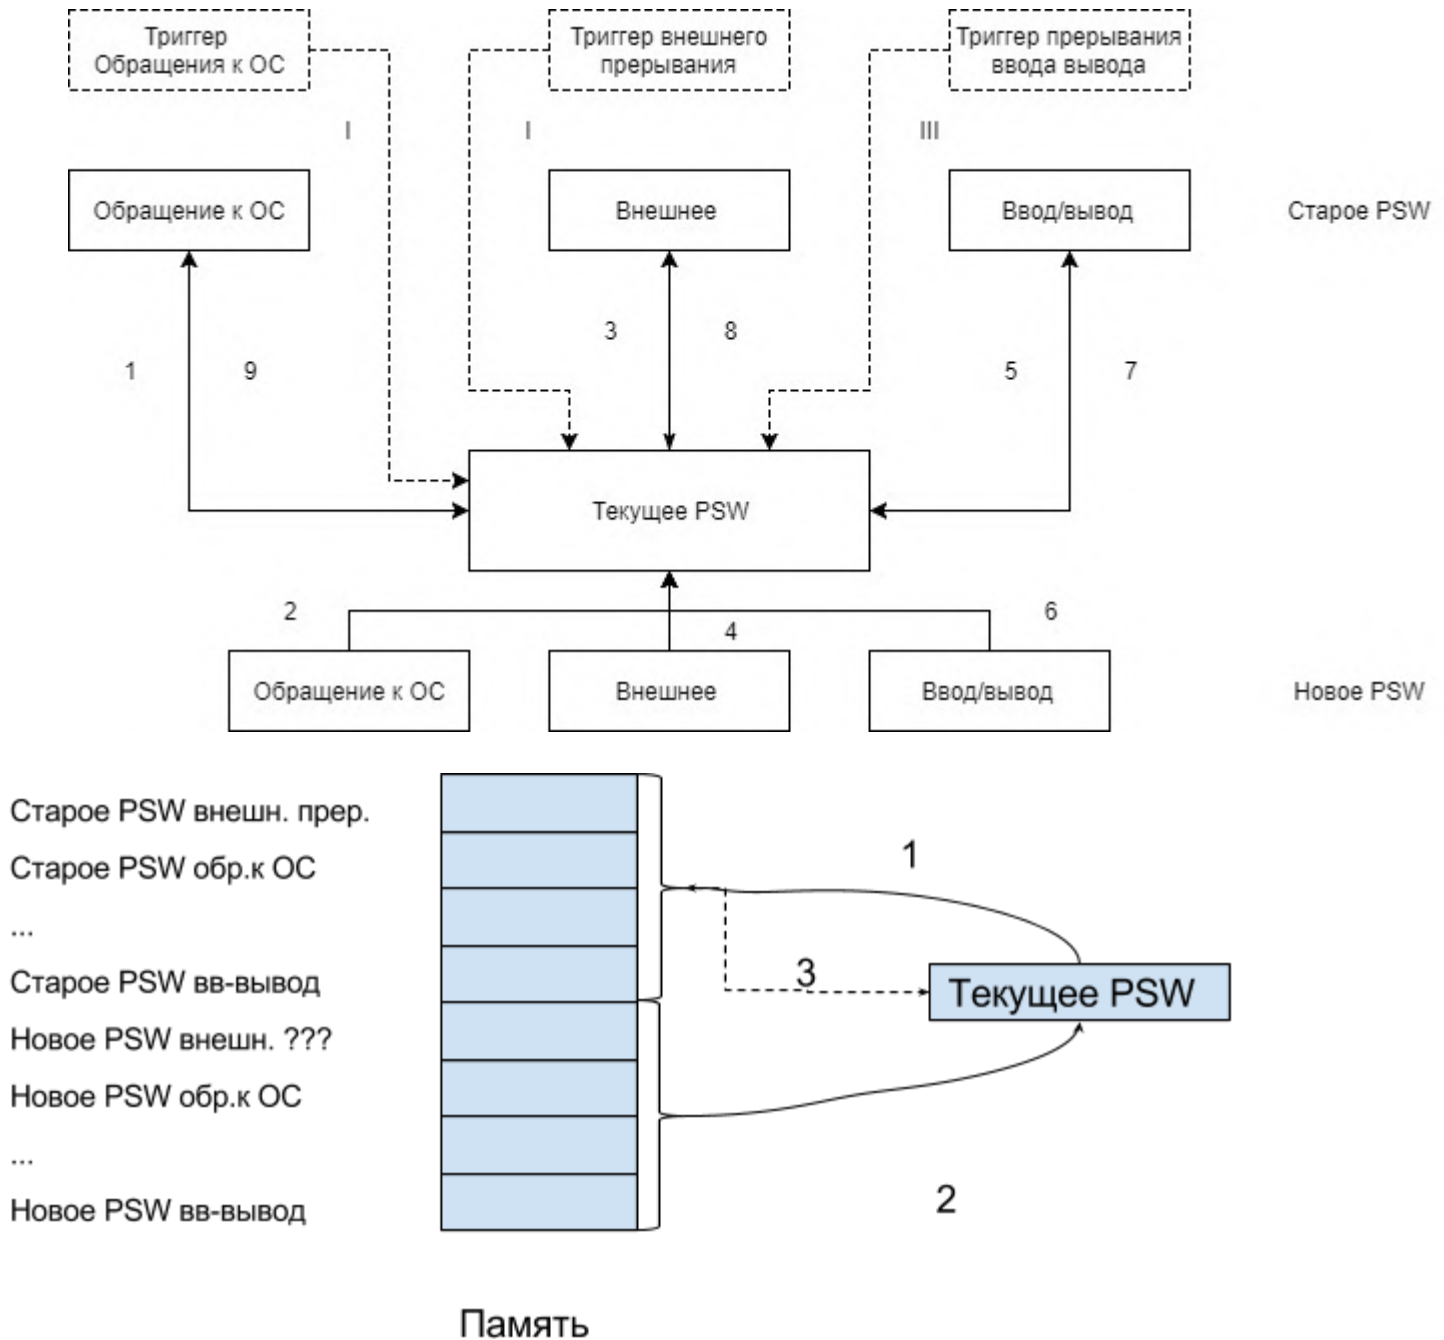 Триггер
Обращения к ОС
Триггер внешнего
прерывания
Триггер прерывания
ввода вывода
I
I
III
Обращение к ОС
Внешнее
Ввод/вывод
Старое PSW
1
9
3
8
5
7
Текущее PSW
2
4
6
Обращение к ОС
Внешнее
Ввод/вывод
Новое PSW
Старое PSW внешн. прер.
Старое PSW обр.к ОС
...
Старое PSW вв-вывод
Новое PSW внешн. ???
Новое PSW обр.к ОС
...
Новое PSW вв-вывод
1
3
Текущее PSW
2
Память